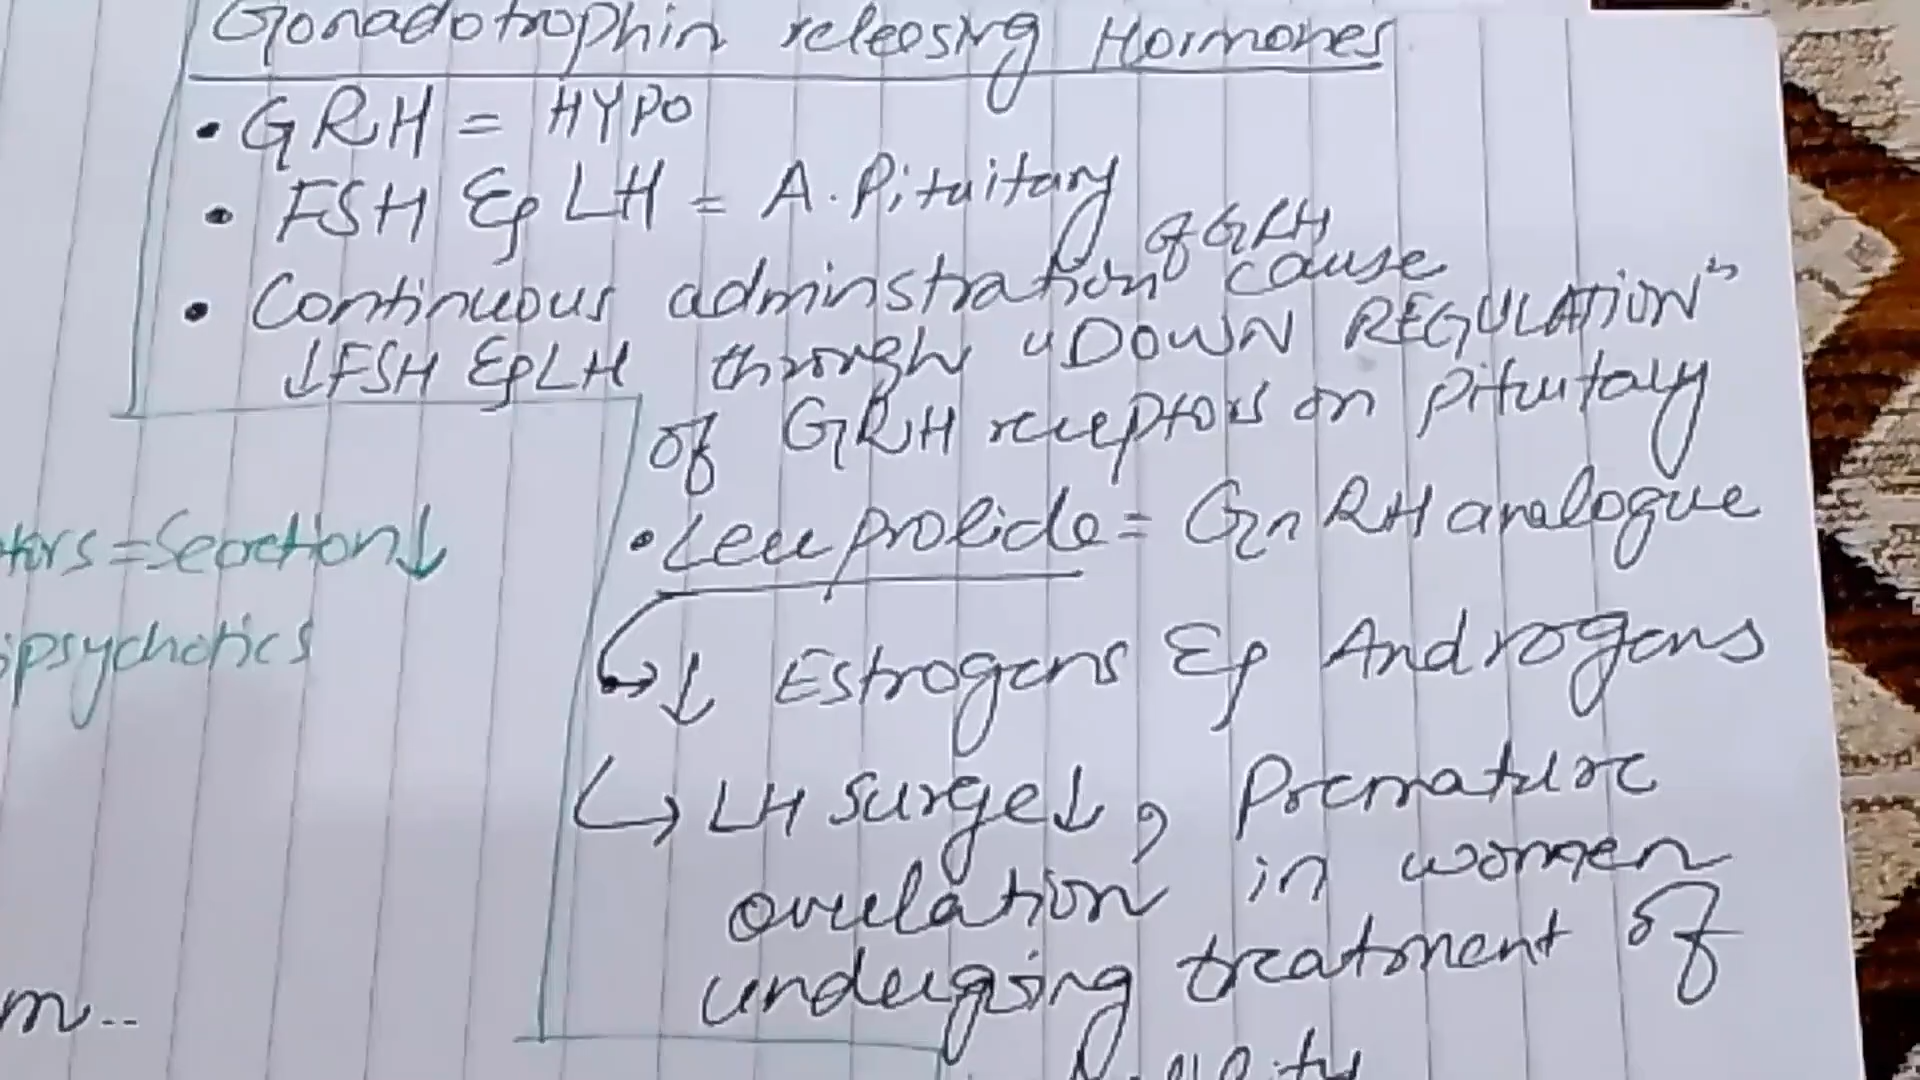 Gonadotrophin releasing Hormones
• GRH = HYPO
• FSH & LH = A. Pituitary
• Continuous adminstration of GRH cause
↓FSH & LH through "DOWN REGULATION"
of GRH receptors on pituitary
• Leuprolide = GnRH analogue
↓ Estrogens & Androgens
↳ LH surge↓, Premature
ovulation in women
undergoing treatment of
= Secretion↓
psychotics
m..